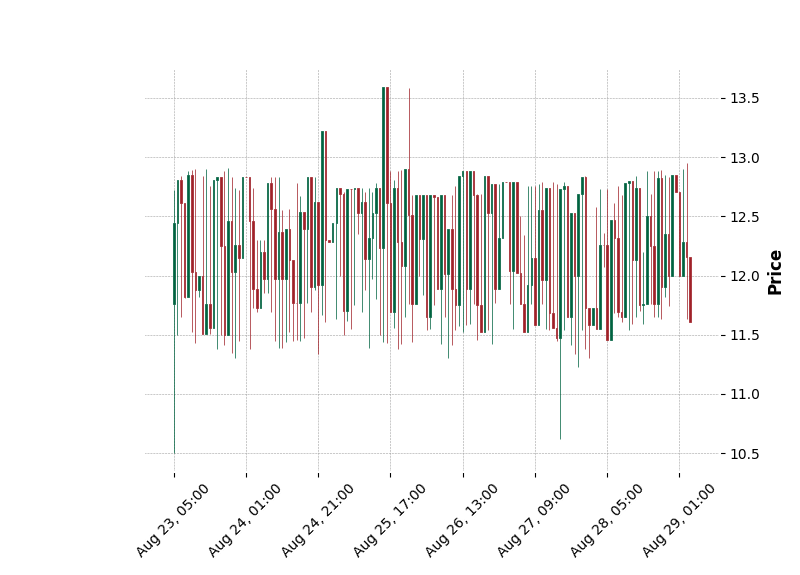 13.5
13.0
12.5
12.0
11.5
11.0
10.5
Price
Aug 23, 05:00
Aug 24, 01:00
Aug 24, 21:00
Aug 25, 17:00
Aug 26, 13:00
Aug 27, 09:00
Aug 28, 05:00
Aug 29, 01:00